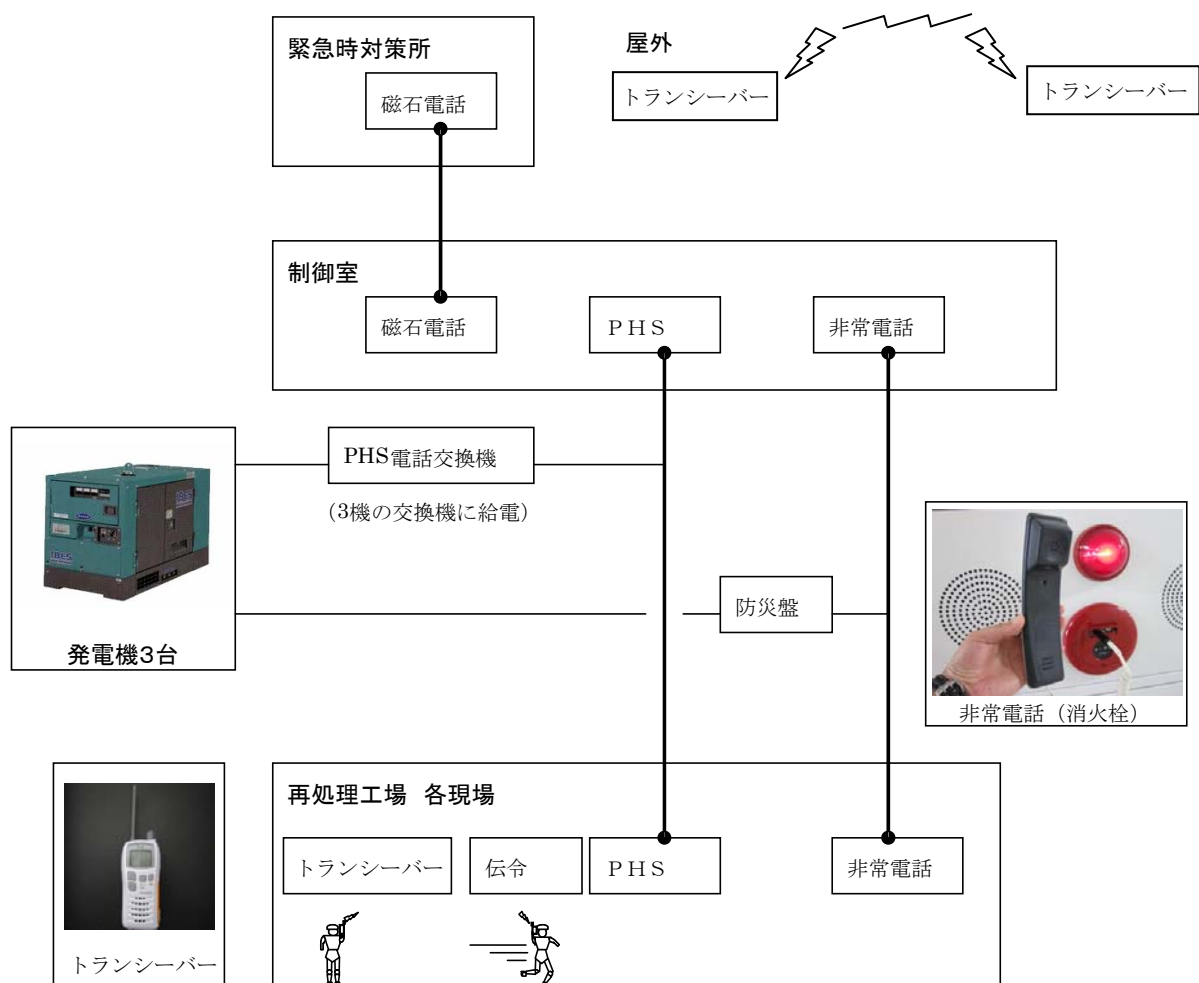 緊急時対策所
磁石電話
屋外
トランシーバー
トランシーバー
制御室
磁石電話
ＰＨＳ
非常電話
PHS電話交換機
(3機の交換機に給電)
防災盤
発電機3台
非常電話（消火栓）
再処理工場 各現場
トランシーバー
伝令
ＰＨＳ
非常電話
トランシーバー